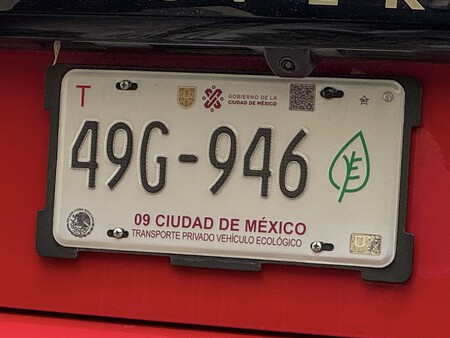 T
GOBIERNO DE LA
CIUDAD DE MÉXICO
49G-946
09 CIUDAD DE MÉXICO
TRANSPORTE PRIVADO VEHÍCULO ECOLÓGICO